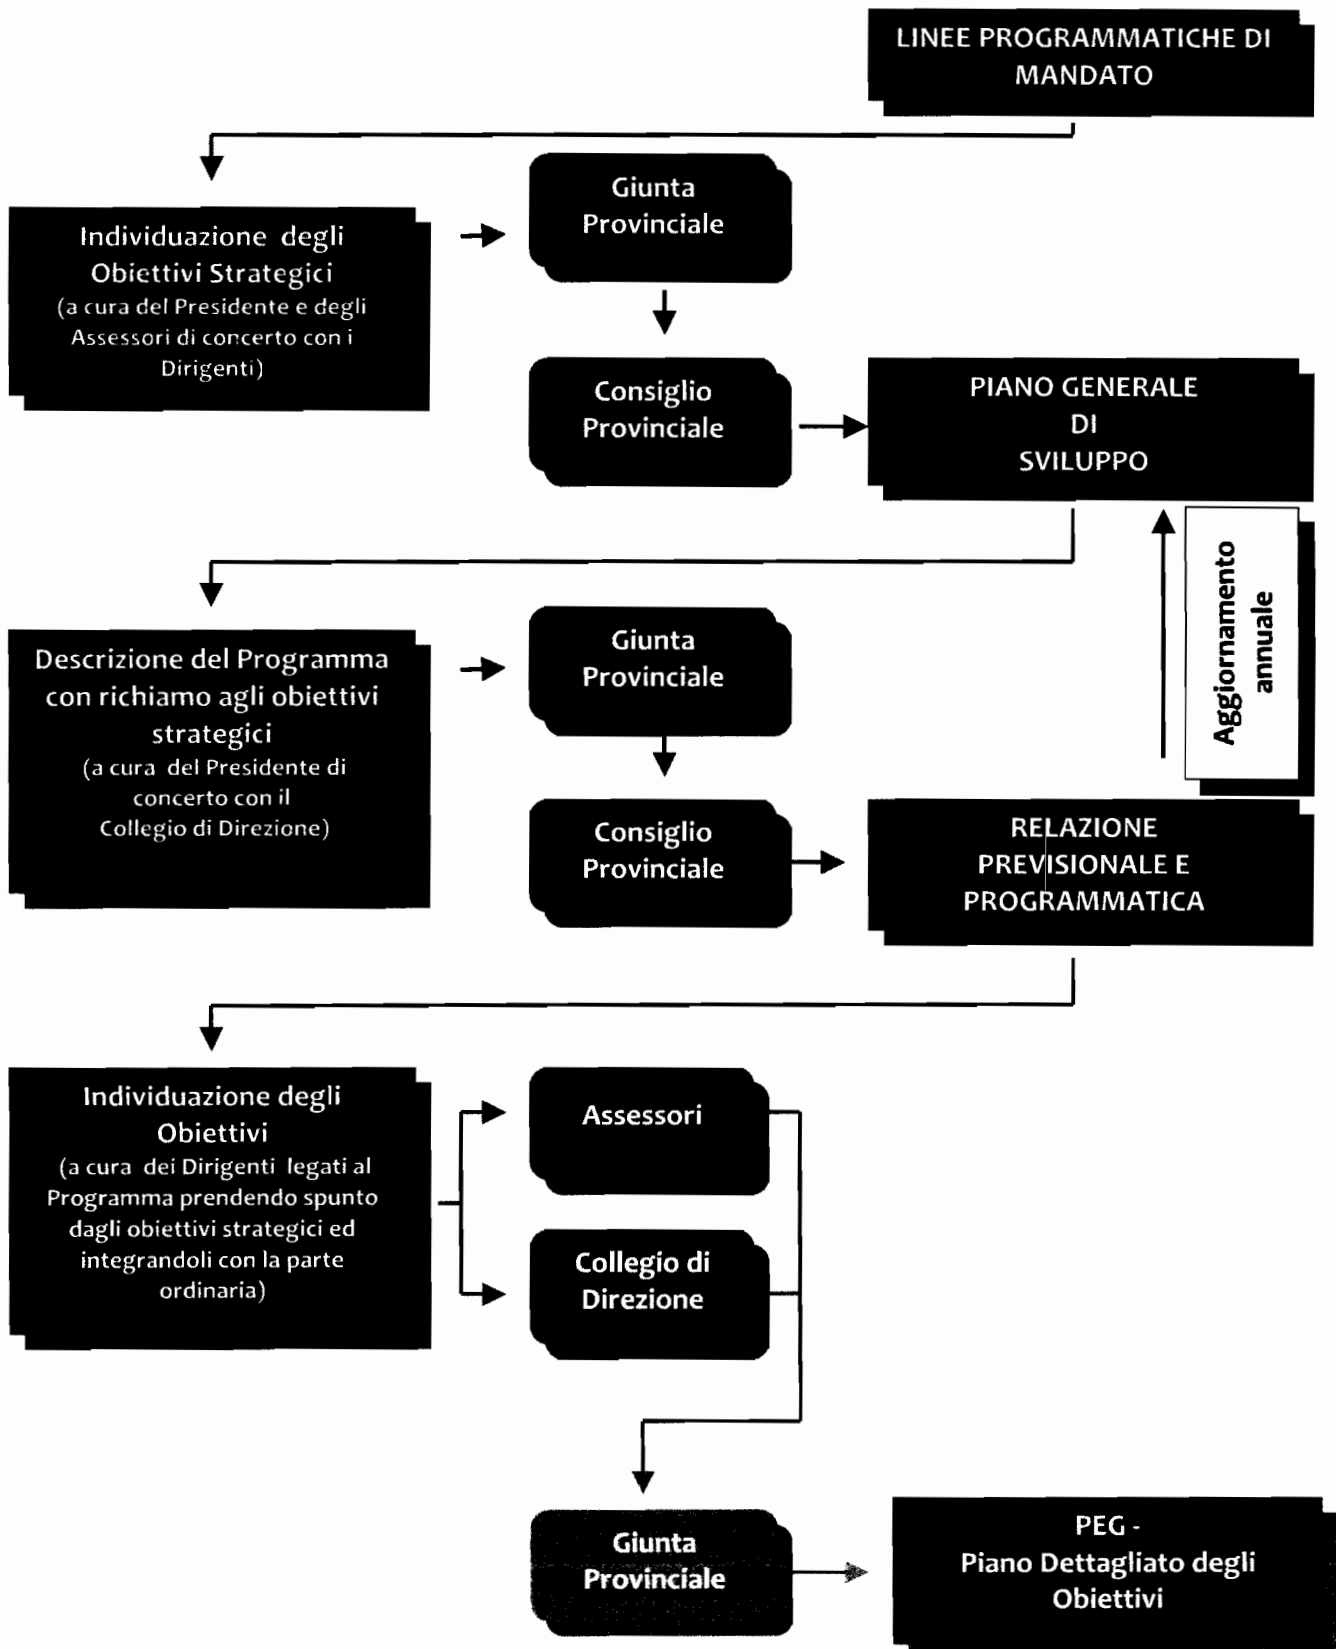 LINEE PROGRAMMATICHE DI
MANDATO
Individuazione degli
Obiettivi Strategici
(a cura del Presidente e degli
Assessori di concerto con i
Dirigenti)
Giunta
Provinciale
Consiglio
Provinciale
PIANO GENERALE
DI
SVILUPPO
Aggiornamento
annuale
Descrizione del Programma
con richiamo agli obiettivi
strategici
(a cura del Presidente di
concerto con il
Collegio di Direzione)
Giunta
Provinciale
Consiglio
Provinciale
RELAZIONE
PREVISIONALE E
PROGRAMMATICA
Individuazione degli
Obiettivi
(a cura dei Dirigenti legati al
Programma prendendo spunto
dagli obiettivi strategici ed
integrandoli con la parte
ordinaria)
Assessori
Collegio di
Direzione
Giunta
Provinciale
PEG -
Piano Dettagliato degli
Obiettivi